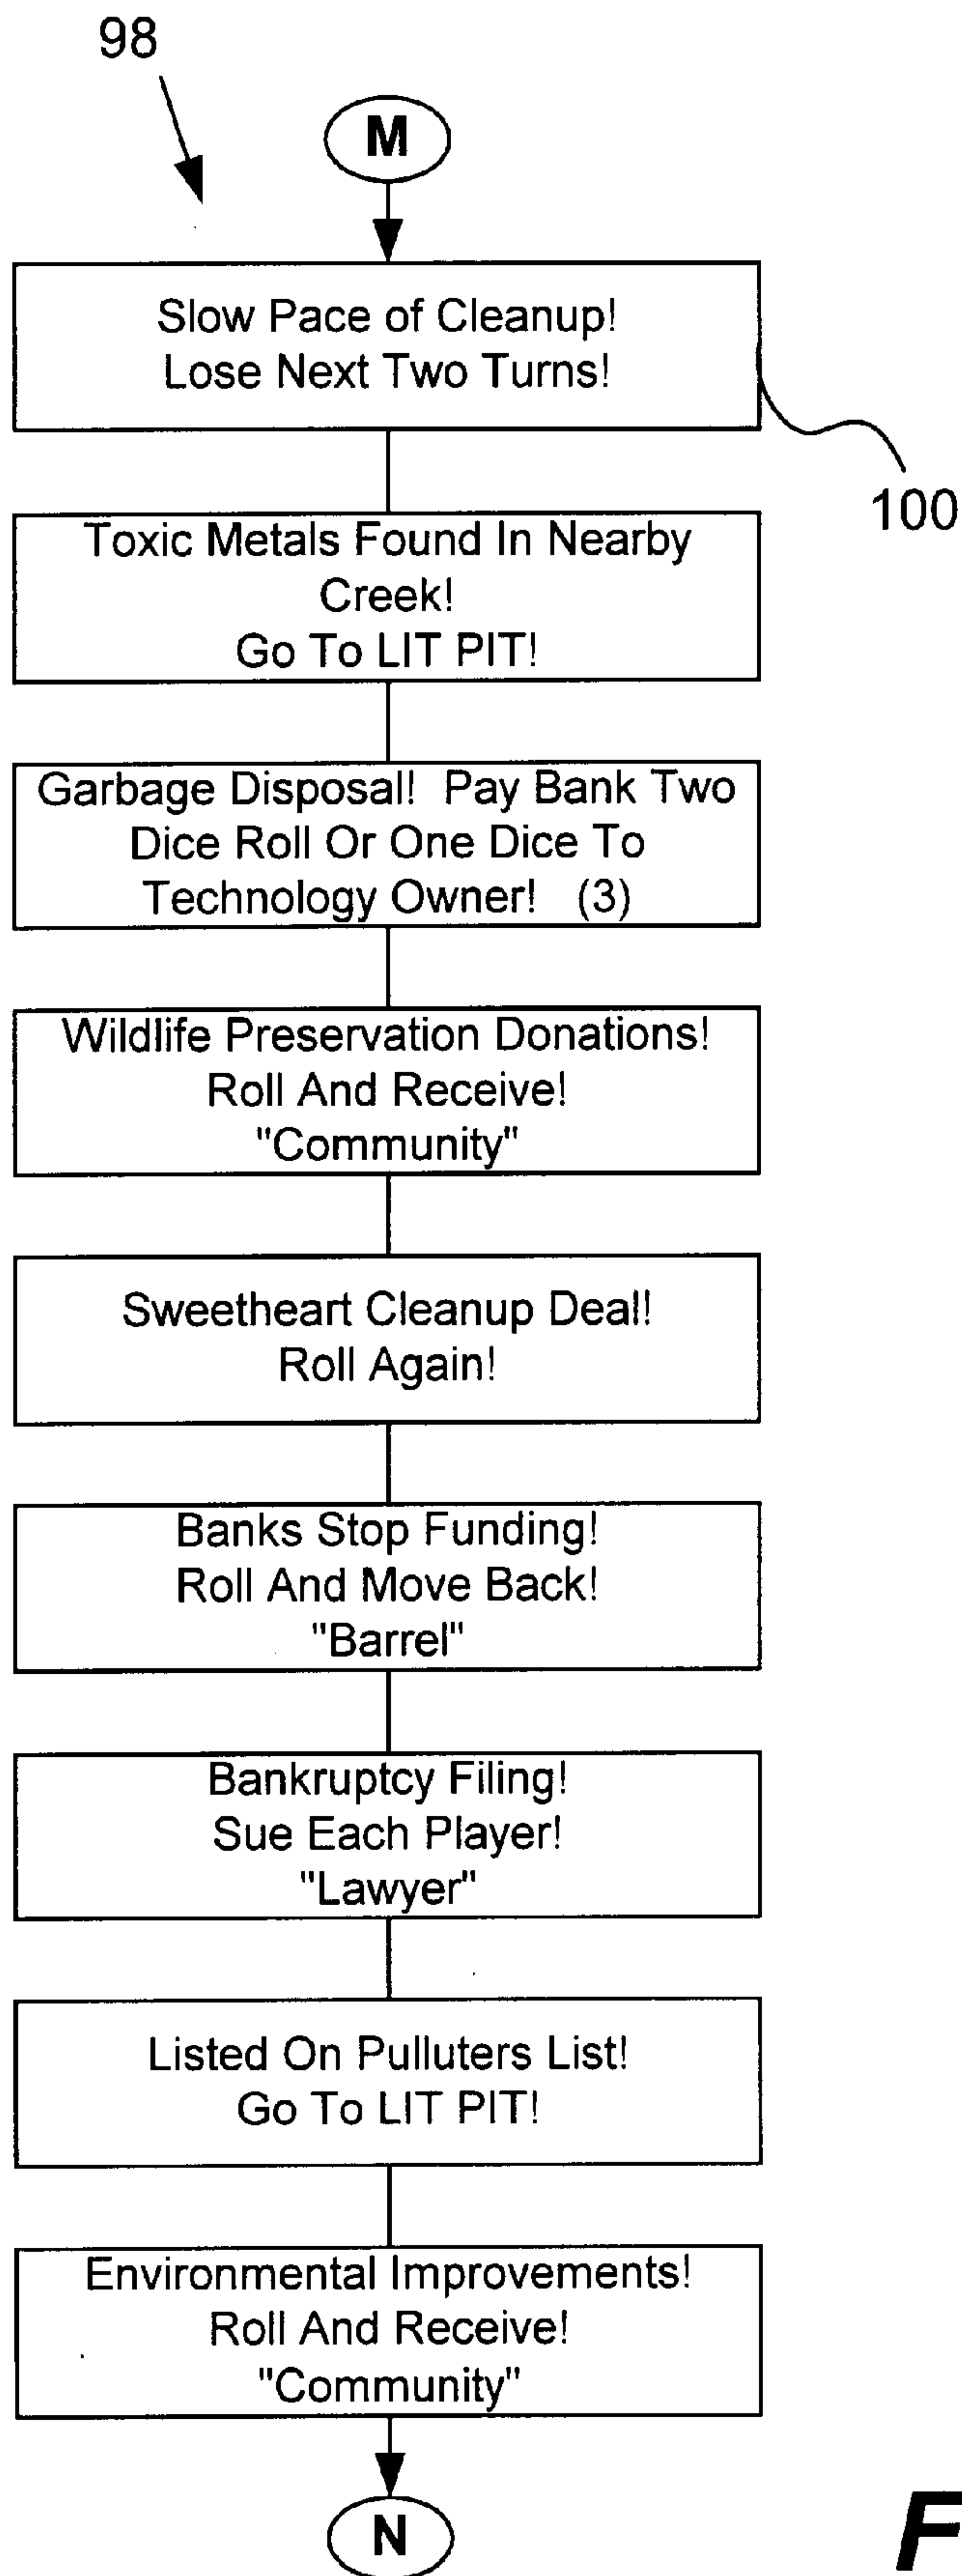 98
M
Slow Pace of Cleanup!
Lose Next Two Turns!
100
Toxic Metals Found In Nearby
Creek!
Go To LIT PIT!
Garbage Disposal!  Pay Bank Two
Dice Roll Or One Dice To
Technology Owner!   (3)
Wildlife Preservation Donations!
Roll And Receive!
"Community"
Sweetheart Cleanup Deal!
Roll Again!
Banks Stop Funding!
Roll And Move Back!
"Barrel"
Bankruptcy Filing!
Sue Each Player!
"Lawyer"
Listed On Pulluters List!
Go To LIT PIT!
Environmental Improvements!
Roll And Receive!
"Community"
N
F